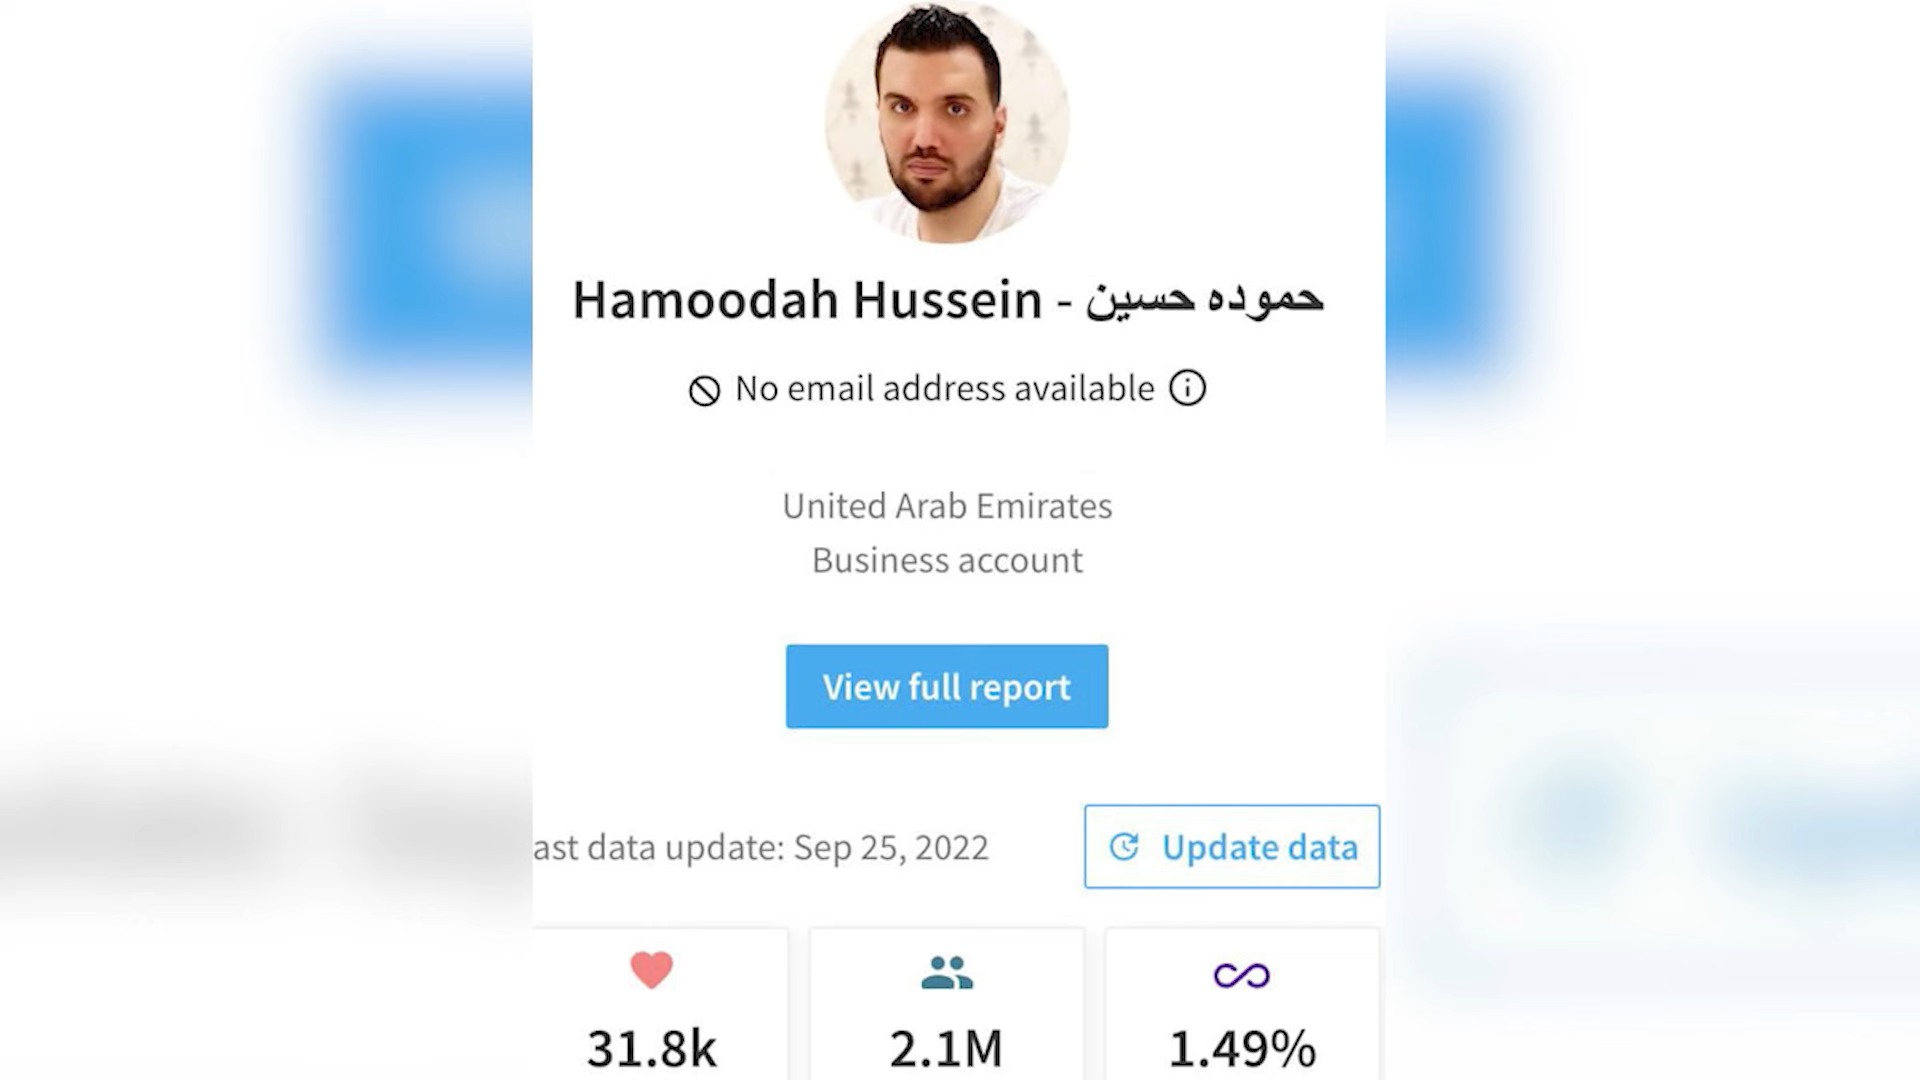 Hamoodah Hussein - حموده حسين
No email address available
United Arab Emirates
Business account
View full report
ast data update: Sep 25, 2022
Update data
31.8k
2.1M
1.49%